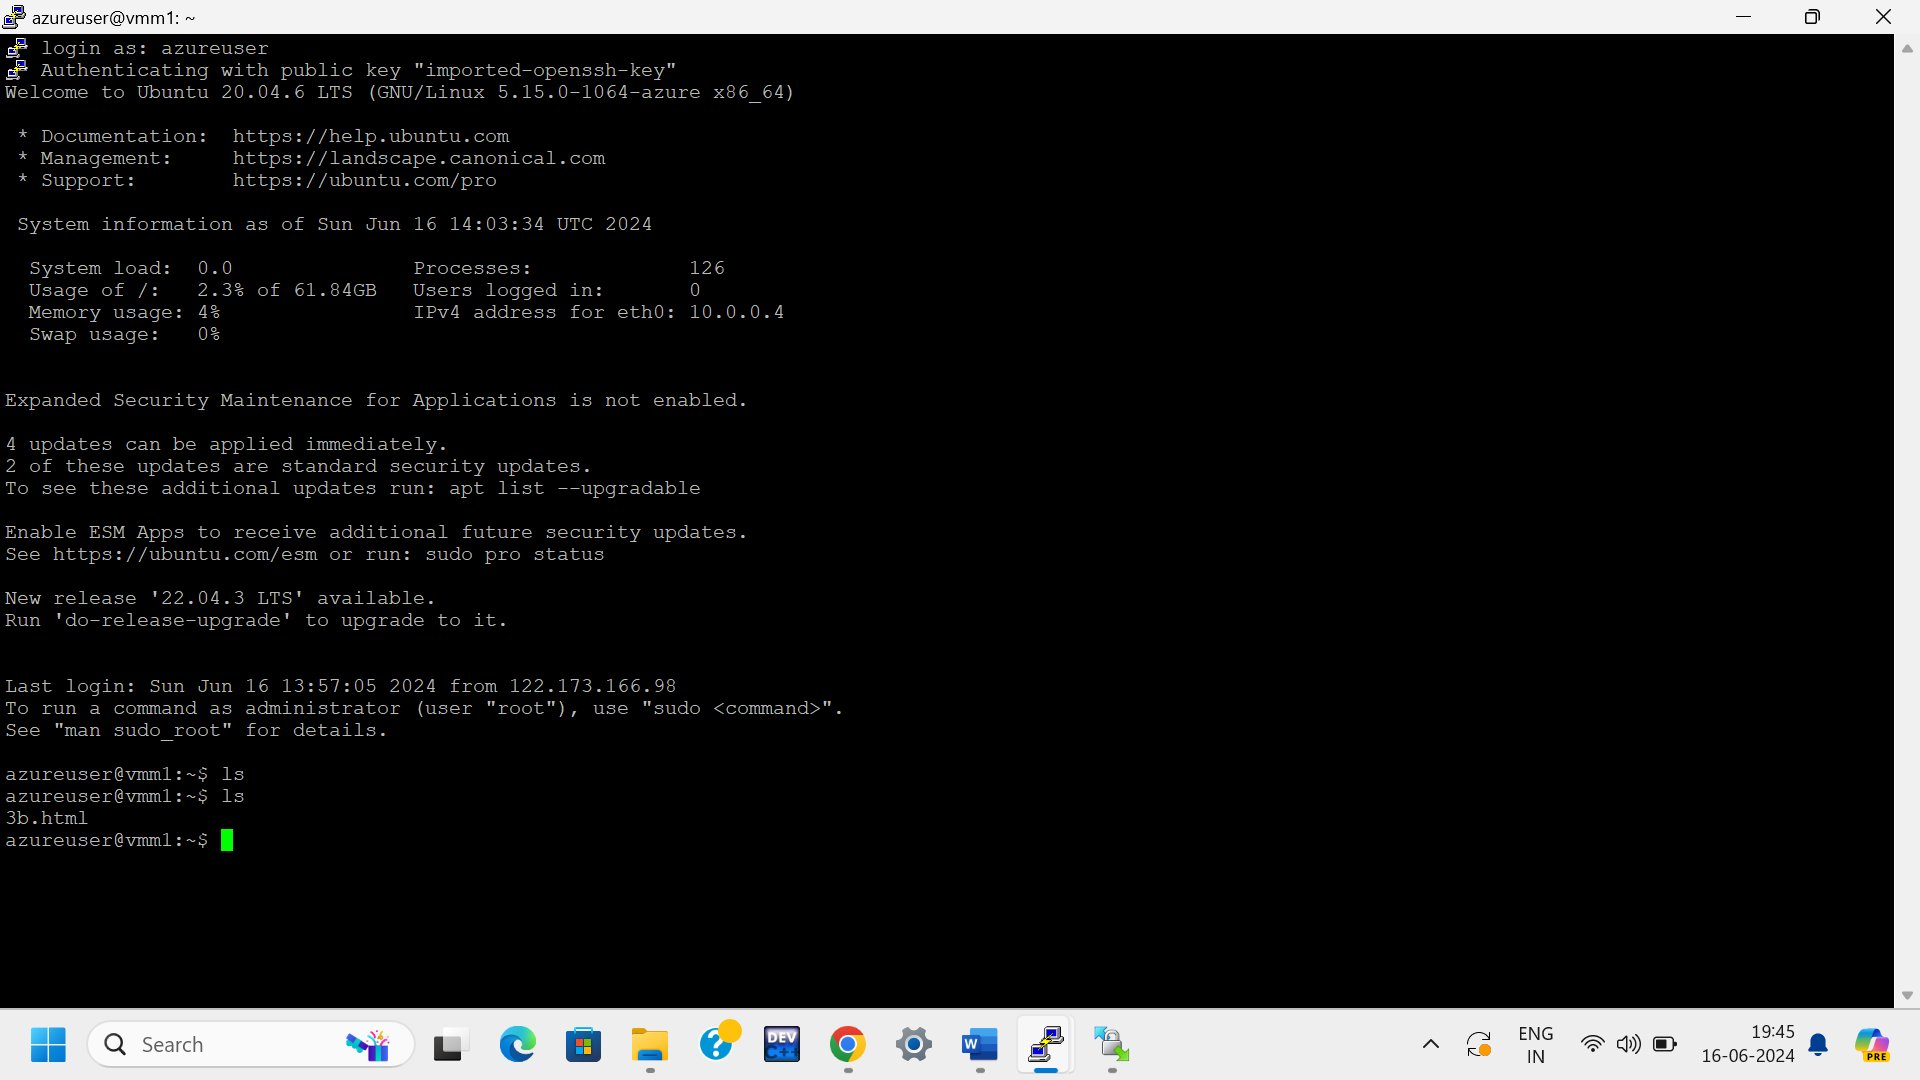 azureuser@vmm1: ~
login as: azureuser
Authenticating with public key "imported-openssh-key"
Welcome to Ubuntu 20.04.6 LTS (GNU/Linux 5.15.0-1064-azure x86_64)
* Documentation:  https://help.ubuntu.com
* Management:     https://landscape.canonical.com
* Support:        https://ubuntu.com/pro
System information as of Sun Jun 16 14:03:34 UTC 2024
System load:  0.0               Processes:             126
Usage of /:   2.3% of 61.84GB   Users logged in:       0
Memory usage: 4%                IPv4 address for eth0: 10.0.0.4
Swap usage:   0%
Expanded Security Maintenance for Applications is not enabled.
4 updates can be applied immediately.
2 of these updates are standard security updates.
To see these additional updates run: apt list --upgradable
Enable ESM Apps to receive additional future security updates.
See https://ubuntu.com/esm or run: sudo pro status
New release '22.04.3 LTS' available.
Run 'do-release-upgrade' to upgrade to it.
Last login: Sun Jun 16 13:57:05 2024 from 122.173.166.98
To run a command as administrator (user "root"), use "sudo <command>".
See "man sudo_root" for details.
azureuser@vmm1:~$ ls
azureuser@vmm1:~$ ls
3b.html
azureuser@vmm1:~$
Search
DEV
C++
W
ENG
IN
19:45
16-06-2024
PRE